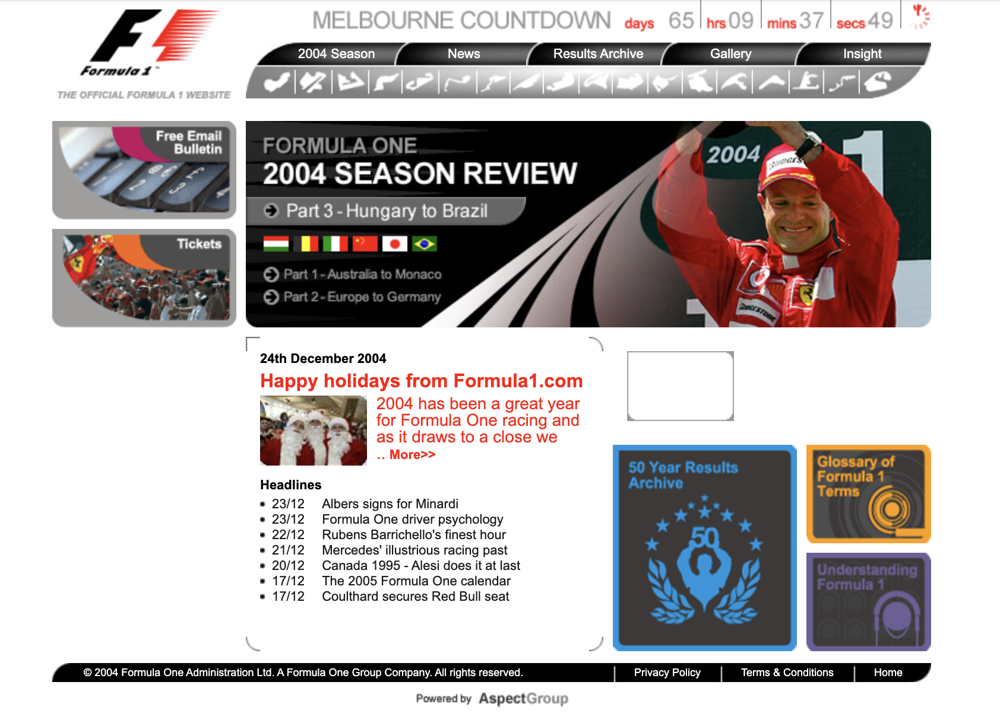 MELBOURNE COUNTDOWN days 65 hrs 09 mins 37 secs 49
F1
Formula 1™
THE OFFICIAL FORMULA 1 WEBSITE
2004 Season
News
Results Archive
Gallery
Insight
Free Email
Bulletin
Tickets
FORMULA ONE
2004 SEASON REVIEW
Part 3 - Hungary to Brazil
Part 1 - Australia to Monaco
Part 2 - Europe to Germany
2004
1
BRIDGESTONE
24th December 2004
Happy holidays from Formula1.com
2004 has been a great year
for Formula One racing and
as it draws to a close we
.. More>>
Headlines
23/12 Albers signs for Minardi
23/12 Formula One driver psychology
22/12 Rubens Barrichello's finest hour
21/12 Mercedes' illustrious racing past
20/12 Canada 1995 - Alesi does it at last
17/12 The 2005 Formula One calendar
17/12 Coulthard secures Red Bull seat
50 Year Results
Archive
50
Glossary of
Formula 1
Terms
Understanding
Formula 1
© 2004 Formula One Administration Ltd. A Formula One Group Company. All rights reserved.
Privacy Policy
Terms & Conditions
Home
Powered by AspectGroup